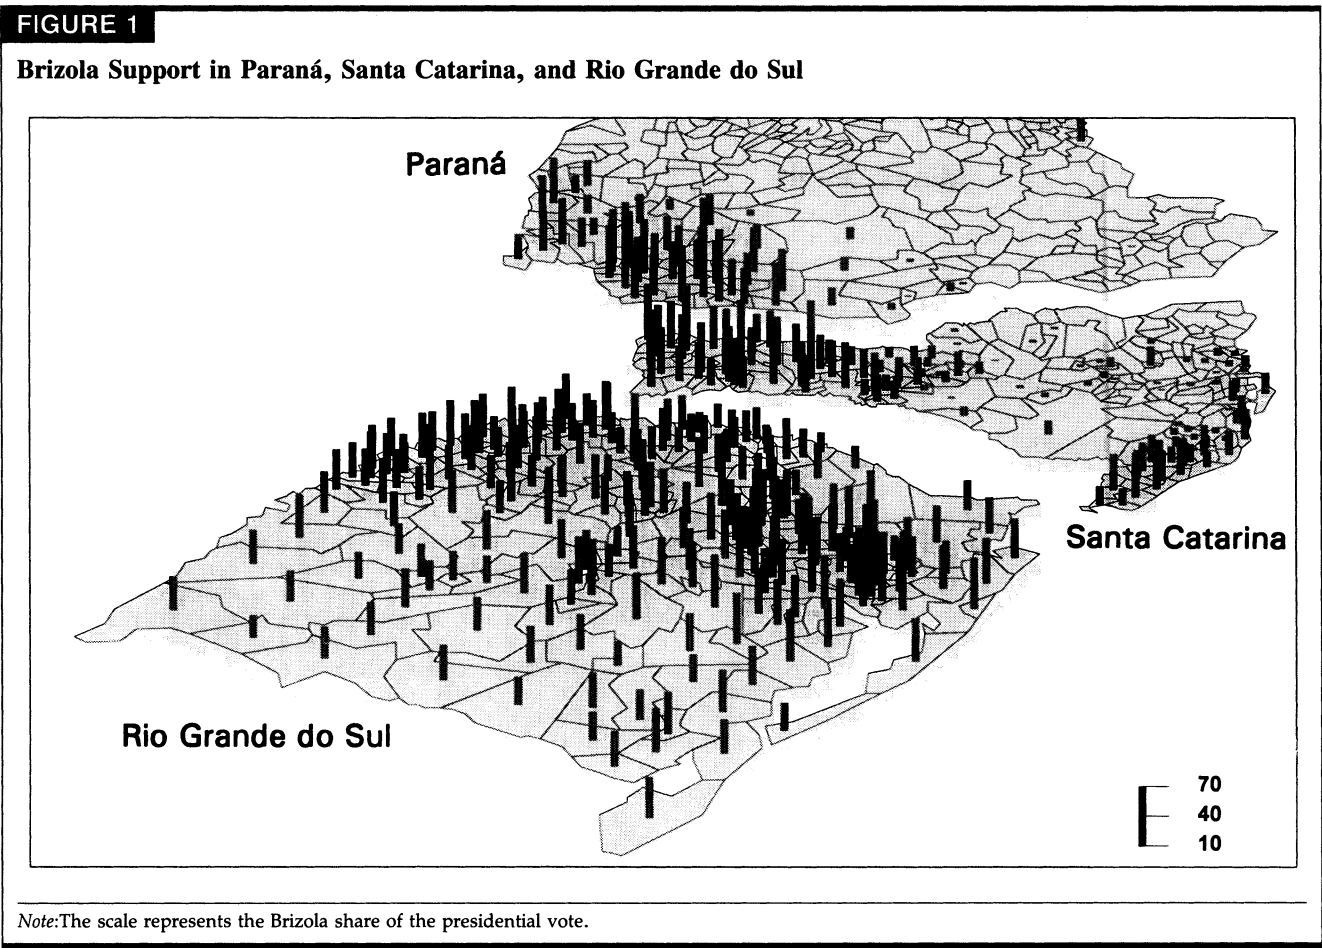 FIGURE 1
Brizola Support in Paraná, Santa Catarina, and Rio Grande do Sul
Paraná
Santa Catarina
Rio Grande do Sul
70
40
10
Note:The scale represents the Brizola share of the presidential vote.